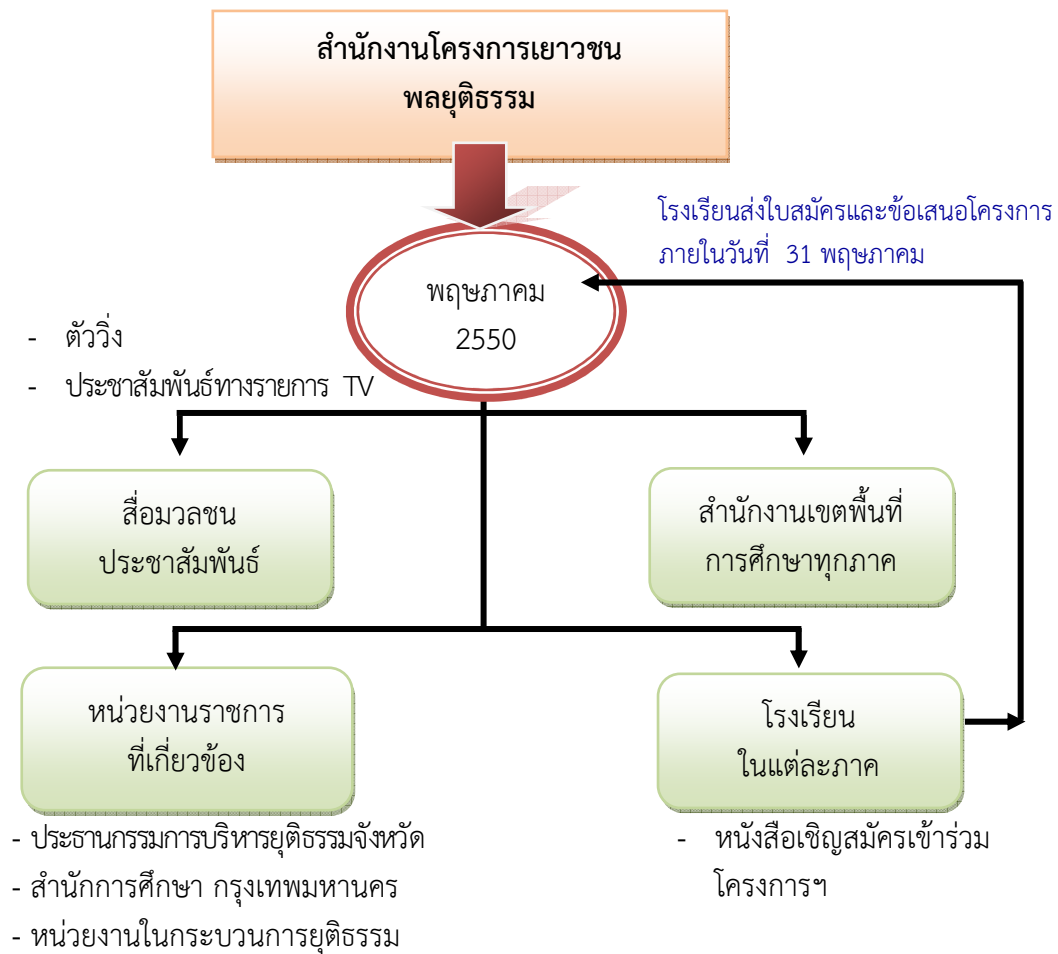 สำนักงานโครงการเยาวชน
พลยุติธรรม
โรงเรียนส่งใบสมัครและข้อเสนอโครงการ
ภายในวันที่ 31 พฤษภาคม
พฤษภาคม
2550
- ตัววิ่ง
- ประชาสัมพันธ์ทางรายการ TV
สื่อมวลชน
ประชาสัมพันธ์
สำนักงานเขตพื้นที่
การศึกษาทุกภาค
หน่วยงานราชการ
ที่เกี่ยวข้อง
โรงเรียน
ในแต่ละภาค
- ประธานกรรมการบริหารยุติธรรมจังหวัด
- สำนักการศึกษา กรุงเทพมหานคร
- หน่วยงานในกระบวนการยุติธรรม
- หนังสือเชิญสมัครเข้าร่วม
โครงการฯ